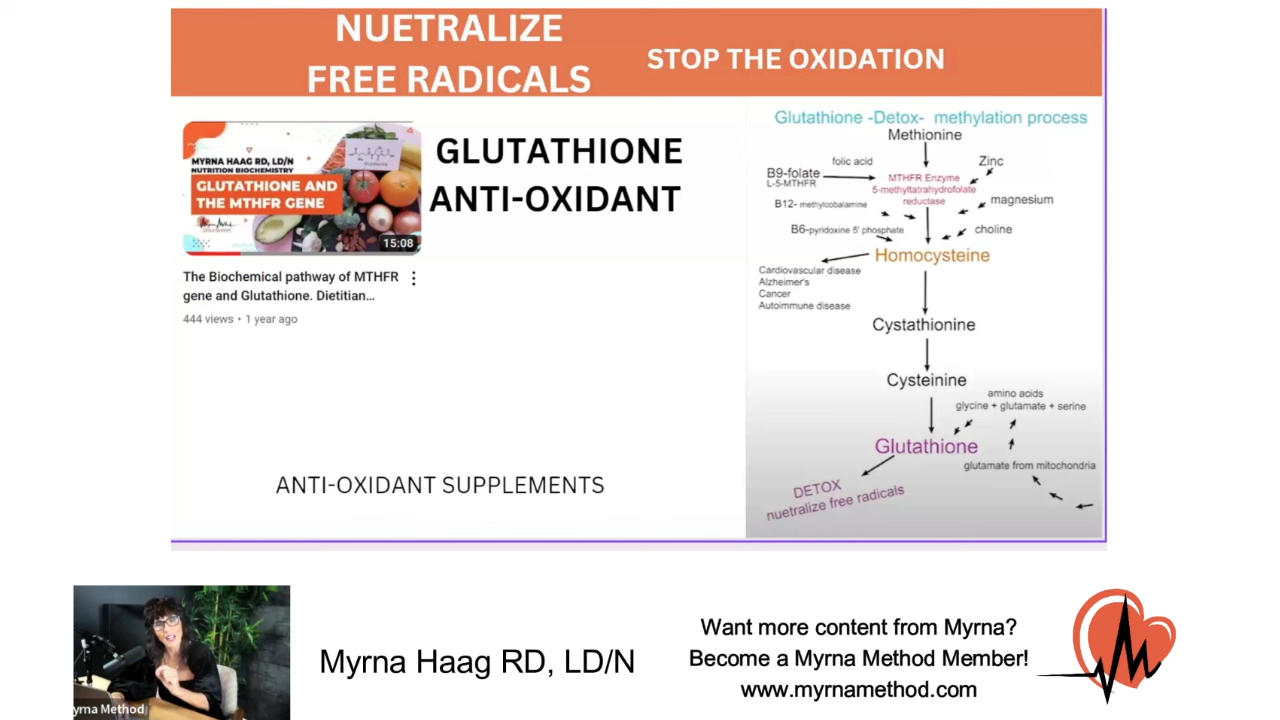 NUETRALIZE
FREE RADICALS
STOP THE OXIDATION
MYRNA HAAG RD, LD/N
NUTRITION BIOCHEMISTRY
GLUTATHIONE AND
THE MTHFR GENE
15:08
The Biochemical pathway of MTHFR
gene and Glutathione. Dietitian...
444 views • 1 year ago
GLUTATHIONE
ANTI-OXIDANT
ANTI-OXIDANT SUPPLEMENTS
Glutathione -Detox- methylation process
Methionine
folic acid
Zinc
B9-folate
L-5-MTHFR
MTHFR Enzyme
5-methyltatrahydrofolate
reductase
B12- methylcobalamine
magnesium
B6-pyridoxine 5' phosphate
choline
Homocysteine
Cardiovascular disease
Alzheimer's
Cancer
Autoimmune disease
Cystathionine
Cysteinine
amino acids
glycine + glutamate + serine
Glutathione
glutamate from mitochondria
DETOX
nuetralize free radicals
yrna Method
Myrna Haag RD, LD/N
Want more content from Myrna?
Become a Myrna Method Member!
www.myrnamethod.com